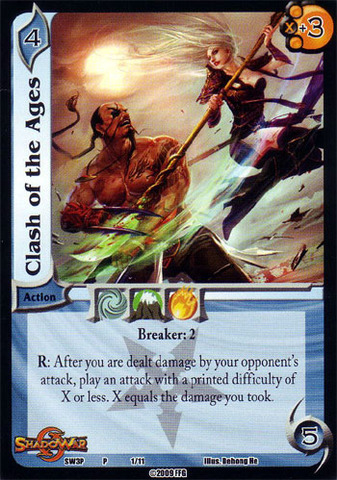 4
X +3
Clash of the Ages
Action
Breaker: 2
R: After you are dealt damage by your opponent's
attack, play an attack with a printed difficulty of
X or less. X equals the damage you took.
ShadoWar
5
SW3P P 1/11 Illus. Dehong He
©2009 FFG